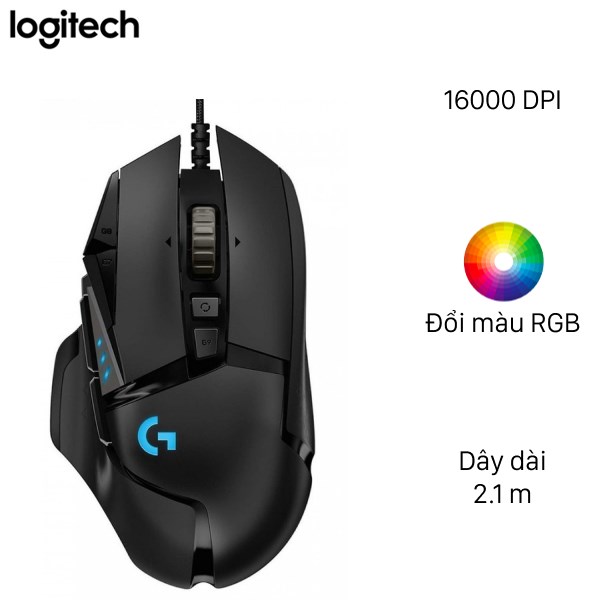 logitech
16000 DPI
Đổi màu RGB
Dây dài
2.1 m
G